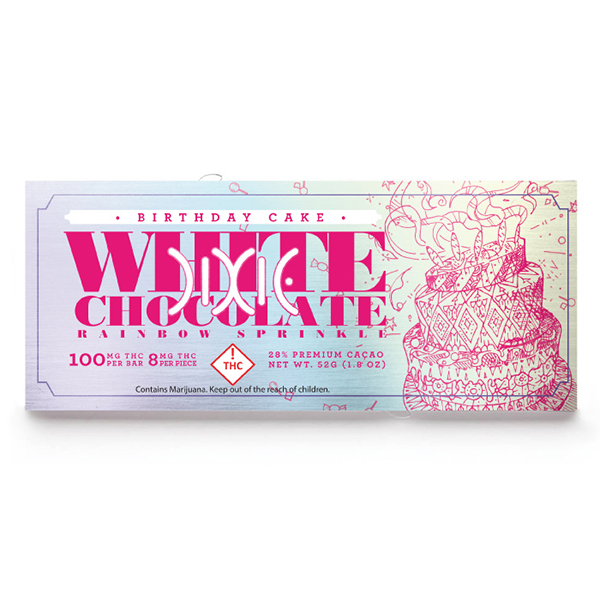 • BIRTHDAY CAKE •
WHITE
DIXIE
CHOCOLATE
RAINBOW SPRINKLE
100 MG THC PER BAR 8 MG THC PER PIECE
! THC
28% PREMIUM CAÇAO
NET WT. 52G (1.8 OZ)
Contains Marijuana. Keep out of the reach of children.